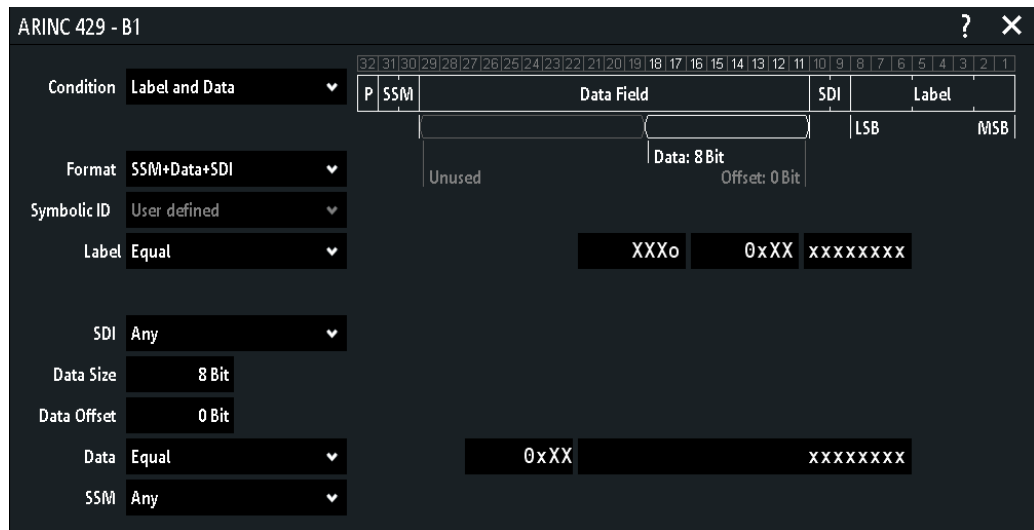 ARINC 429 - B1 ? ×
32 31 30 29 28 27 26 25 24 23 22 21 20 19 18 17 16 15 14 13 12 11 10 9 8 7 6 5 4 3 2 1
Condition Label and Data P SSM Data Field SDI Label
LSB MSB
Data: 8 Bit
Format SSM+Data+SDI Unused Offset: 0 Bit
Symbolic ID User defined
Label Equal XXXo 0xXX xxxxxxxx
SDI Any
Data Size 8 Bit
Data Offset 0 Bit
Data Equal 0xXX xxxxxxxx
SSM Any